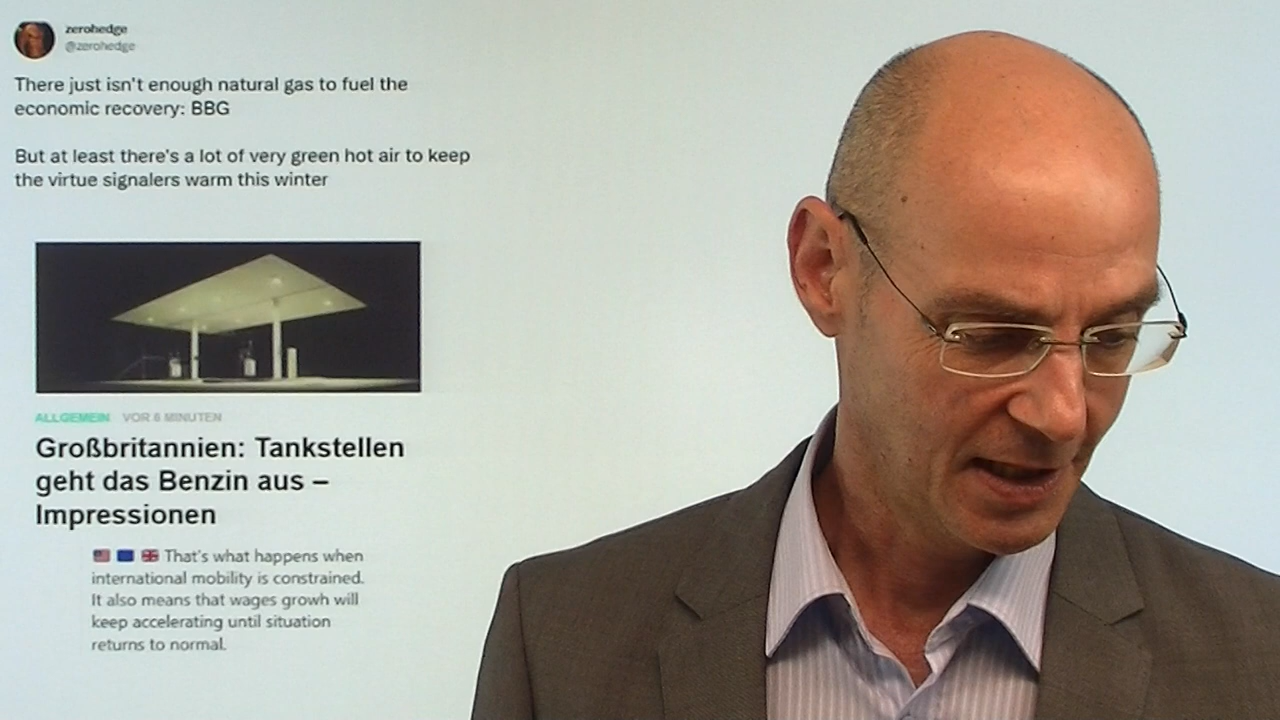 zerohedge
@zerohedge
There just isn't enough natural gas to fuel the
economic recovery: BBG
But at least there's a lot of very green hot air to keep
the virtue signalers warm this winter
ALLGEMEIN VOR 6 MINUTEN
Großbritannien: Tankstellen
geht das Benzin aus –
Impressionen
🇺🇸 🇪🇺 🇬🇧 That's what happens when
international mobility is constrained.
It also means that wages growh will
keep accelerating until situation
returns to normal.